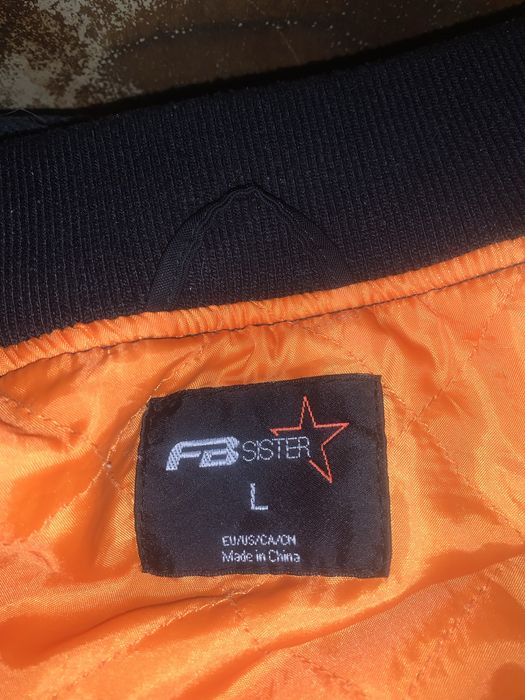 FB SISTER
L
EU/US/CA/CN
Made in China